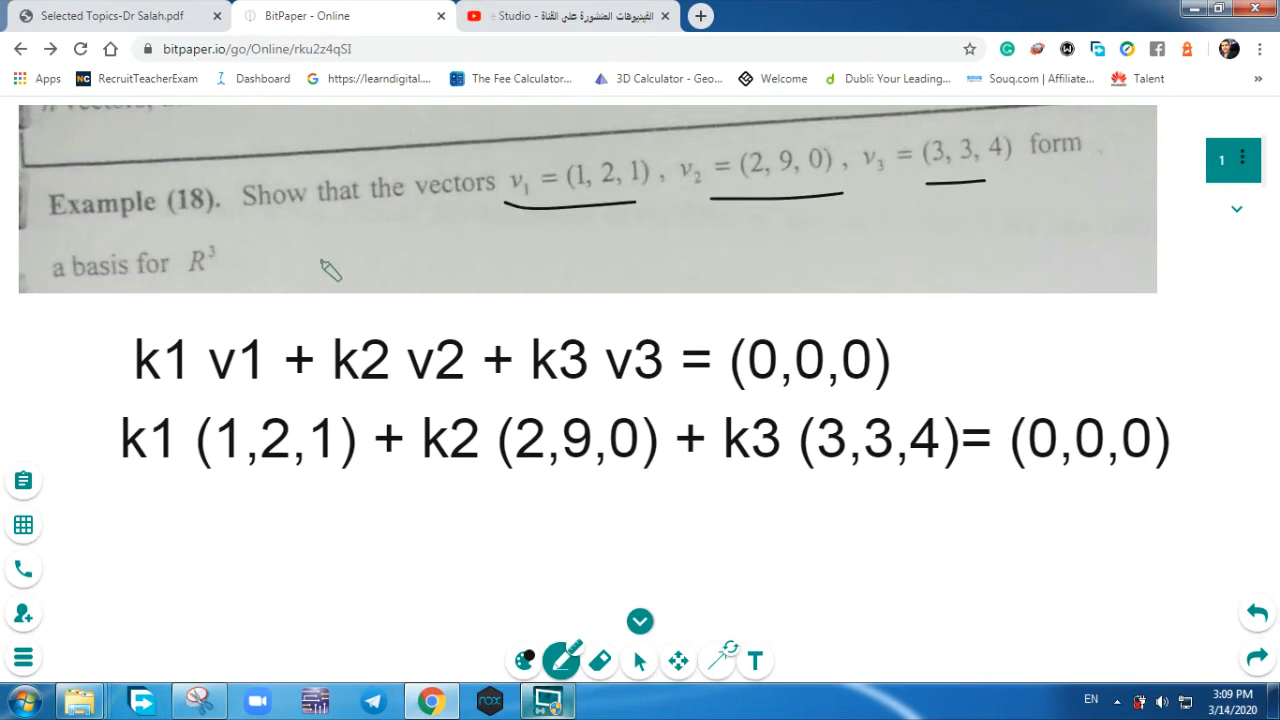 Selected Topics-Dr Salah.pdf
BitPaper - Online
الفيديوهات المنشورة على القناة - Studio e
bitpaper.io/go/Online/rku2z4qSI
Apps RecruitTeacherExam Dashboard https://learndigital.... The Fee Calculator... 3D Calculator - Geo... Welcome Dubli: Your Leading... Souq.com | Affiliate... Talent »
Example (18). Show that the vectors v₁ = (1, 2, 1) , v₂ = (2, 9, 0) , v₃ = (3, 3, 4) form
a basis for R³
1
k1 v1 + k2 v2 + k3 v3 = (0,0,0)
k1 (1,2,1) + k2 (2,9,0) + k3 (3,3,4)= (0,0,0)
T
nox
EN
3:09 PM
3/14/2020